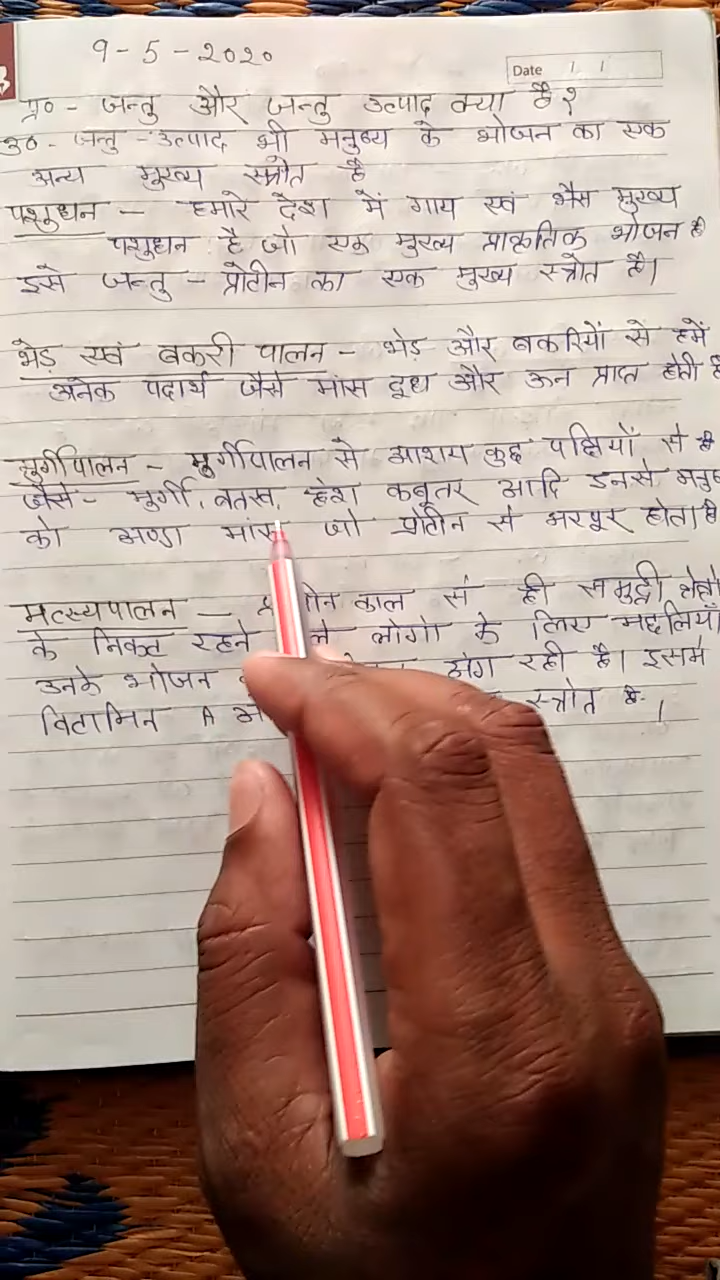 9-5-2020
Date / /
प्र० - जन्तु और जन्तु उत्पाद क्या है?
उ० - जन्तु - उत्पाद भी मनुष्य के भोजन का एक
अन्य मुख्य स्त्रोत है
पशुधन - हमारे देश में गाय एवं भैस मुख्य
पशुधन है जो एक मुख्य प्राकृतिक भोजन है
इसे जन्तु - प्रोटीन का एक मुख्य स्त्रोत है।
भेड़ एवं बकरी पालन - भेड़ और बकरियों से हमें
अनेक पदार्थ जैसे मांस दूध और ऊन प्राप्त होती है
मुर्गीपालन - मुर्गीपालन से आशय कुछ पक्षियों से है
जैसे - मुर्गी, बतख, कबूतर आदि इनसे
को अण्डा मांस जो प्रोटीन से भरपूर होता है
मत्स्यपालन - काल से ही समुद्री
के निकट रहने लोगो के लिए मछलियाँ
उनके भोजन रही है। इसमे
विटामिन A स्त्रोत है।